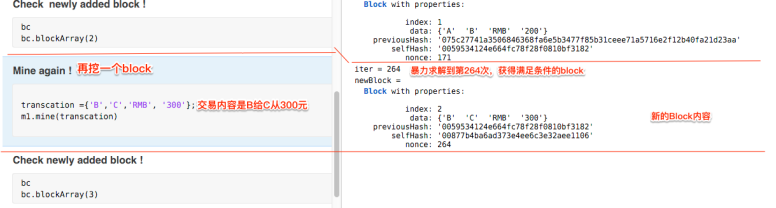 Check newly added block !
bc
bc.blockArray(2)
Mine again ! 再挖一个block
transcation ={'B','C','RMB', '300'}; 交易内容是B给C从300元
m1.mine(transcation)
Check newly added block !
bc
bc.blockArray(3)
Block with properties:
index: 1
data: {'A' 'B' 'RMB' '200'}
previousHash: '075c27741a3506846368fa6e5b3477f85b31ceee71a5716e2f12b40fa21d23aa'
selfHash: '0059534124e664fc78f28f0810bf3182'
nonce: 171
iter = 264 暴力求解到第264次，获得满足条件的block
newBlock =
Block with properties:
index: 2
data: {'B' 'C' 'RMB' '300'}
previousHash: '0059534124e664fc78f28f0810bf3182'
selfHash: '00877b4ba6ad373e4ee6c3e32aee1106'
nonce: 264
新的Block内容